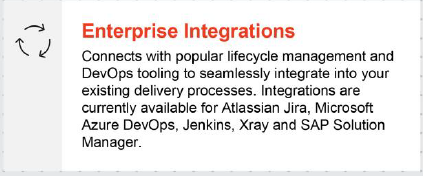 Enterprise Integrations
Connects with popular lifecycle management and
DevOps tooling to seamlessly integrate into your
existing delivery processes. Integrations are
currently available for Atlassian Jira, Microsoft
Azure DevOps, Jenkins, Xray and SAP Solution
Manager.